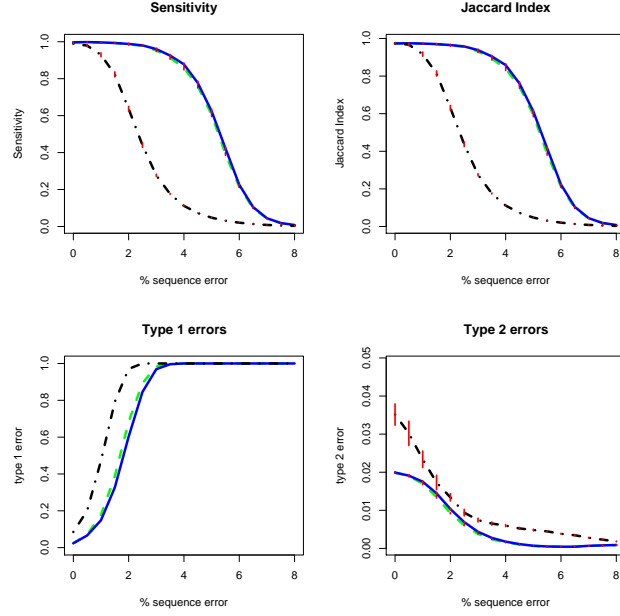 Sensitivity
Sensitivity
0.0 0.2 0.4 0.6 0.8 1.0
0 2 4 6 8
% sequence error
Jaccard Index
Jaccard Index
0.0 0.2 0.4 0.6 0.8 1.0
0 2 4 6 8
% sequence error
Type 1 errors
type 1 error
0.0 0.2 0.4 0.6 0.8 1.0
0 2 4 6 8
% sequence error
Type 2 errors
type 2 error
0.00 0.01 0.02 0.03 0.04 0.05
0 2 4 6 8
% sequence error